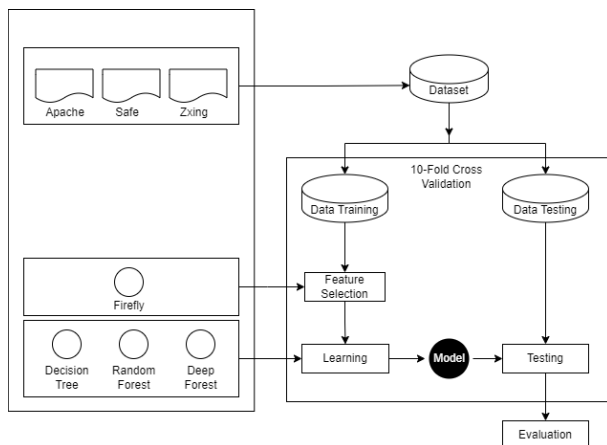 Apache
Safe
Zxing
Dataset
10-Fold Cross
Validation
Data Training
Data Testing
Firefly
Feature
Selection
Decision
Tree
Random
Forest
Deep
Forest
Learning
Model
Testing
Evaluation